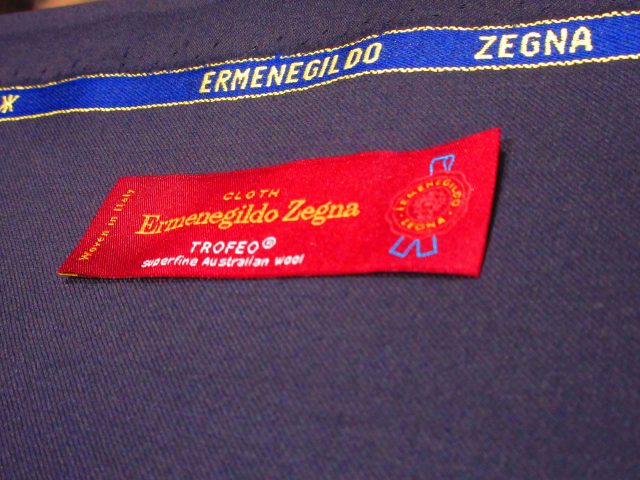 ERMENEGILDO ZEGNA
Woven in Italy
CLOTH
Ermenegildo Zegna
TROFEO®
superfine Australian wool
ERMENEGILDO
ZEGNA